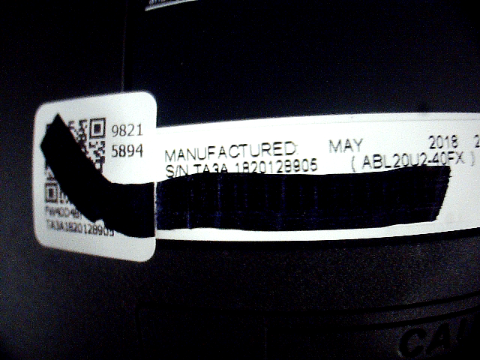 9821
5894
TA3A1820128905
MANUFACTURED MAY 2018
S/N TA3A 1820128905 ( ABL20U2-40FX )